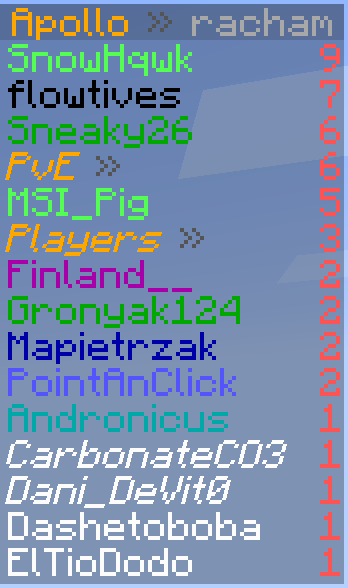 Apollo » racham
SnowHqwk 9
flowtives 7
Sneaky26 6
PvE » 6
MSI_Pig 5
Players » 3
Finland__ 2
Gronyak124 2
Mapietrzak 2
PointAnClick 2
Andronicus 1
CarbonateCO3 1
Dani_DeVit0 1
Dashetoboba 1
ElTioDodo 1